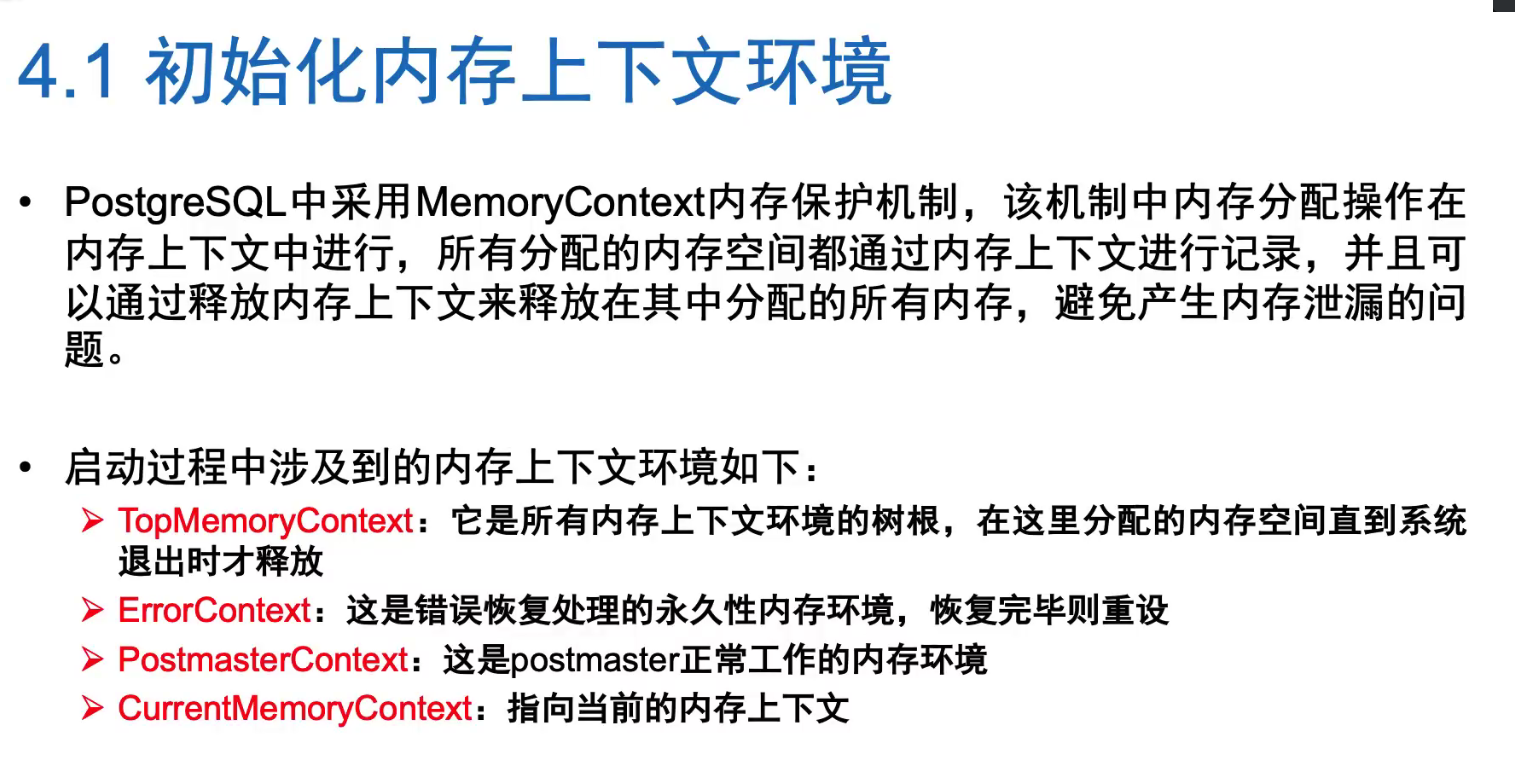 4.1 初始化内存上下文环境
• PostgreSQL中采用MemoryContext内存保护机制，该机制中内存分配操作在
内存上下文中进行，所有分配的内存空间都通过内存上下文进行记录，并且可
以通过释放内存上下文来释放在其中分配的所有内存，避免产生内存泄漏的问
题。
• 启动过程中涉及到的内存上下文环境如下：
➢ TopMemoryContext：它是所有内存上下文环境的树根，在这里分配的内存空间直到系统
退出时才释放
➢ ErrorContext：这是错误恢复处理的永久性内存环境，恢复完毕则重设
➢ PostmasterContext：这是postmaster正常工作的内存环境
➢ CurrentMemoryContext：指向当前的内存上下文